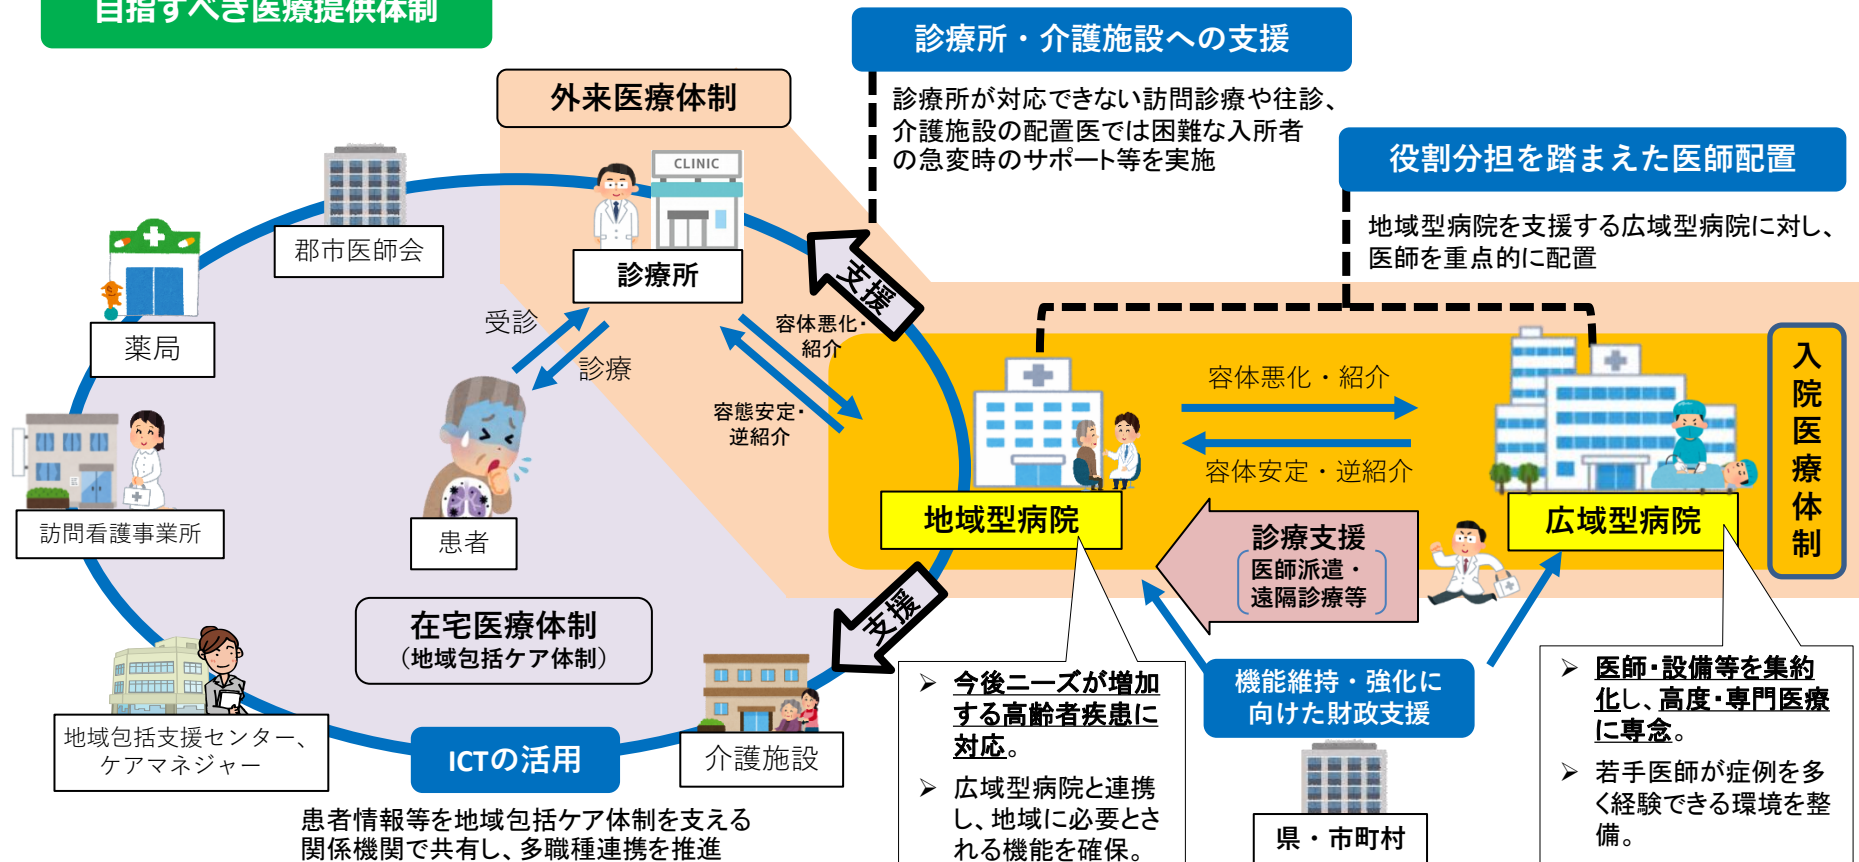 目指すべき医療提供体制
診療所・介護施設への支援
診療所が対応できない訪問診療や往診、
介護施設の配置医では困難な入所者
の急変時のサポート等を実施
役割分担を踏まえた医師配置
地域型病院を支援する広域型病院に対し、
医師を重点的に配置
外来医療体制
CLINIC
診療所
郡市医師会
薬局
訪問看護事業所
地域包括支援センター、
ケアマネジャー
介護施設
受診
診療
患者
在宅医療体制
（地域包括ケア体制）
容体悪化・
紹介
容態安定・
逆紹介
支援
支援
ICTの活用
患者情報等を地域包括ケア体制を支える
関係機関で共有し、多職種連携を推進
地域型病院
容体悪化・紹介
容体安定・逆紹介
広域型病院
入院医療体制
診療支援
医師派遣・
遠隔診療等
➢ 今後ニーズが増加
する高齢者疾患に
対応。
➢ 広域型病院と連携
し、地域に必要とさ
れる機能を確保。
機能維持・強化に
向けた財政支援
県・市町村
➢ 医師・設備等を集約
化し、高度・専門医療
に専念。
➢ 若手医師が症例を多
く経験できる環境を整
備。